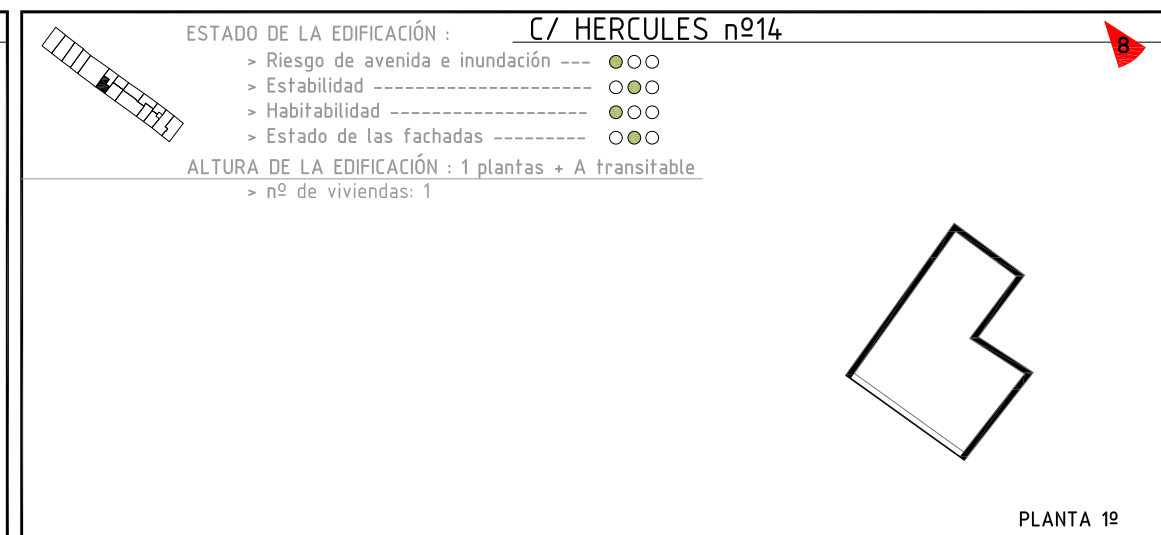 C/ HERCULES nº14
8
ESTADO DE LA EDIFICACIÓN :
> Riesgo de avenida e inundación ---
> Estabilidad ---------------------
> Habitabilidad -------------------
> Estado de las fachadas ---------
ALTURA DE LA EDIFICACIÓN : 1 plantas + A transitable
> nº de viviendas: 1
PLANTA 1º